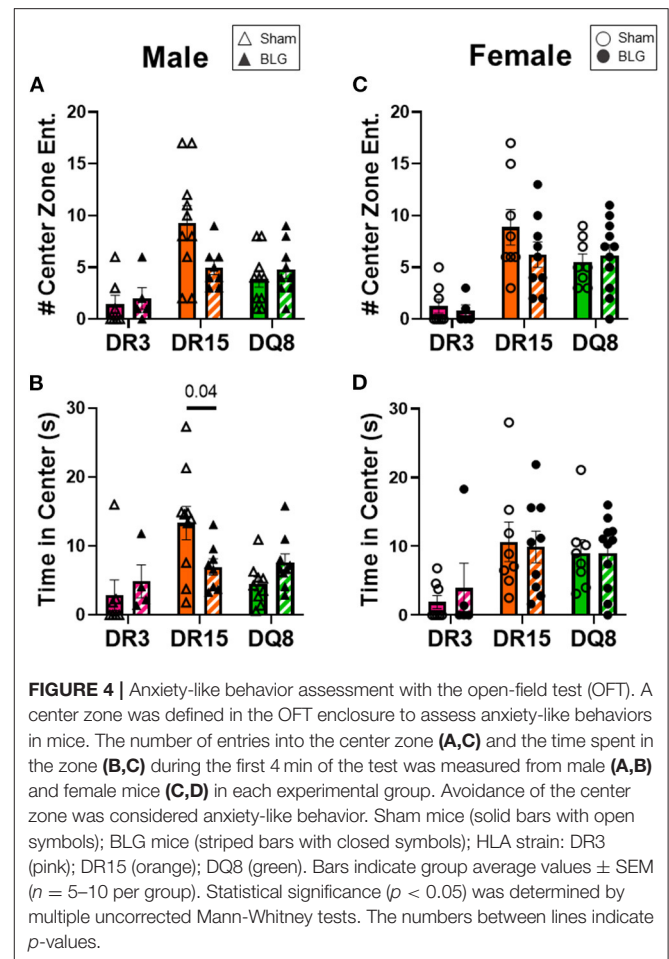 Male
△ Sham
▲ BLG
Female
○ Sham
● BLG
A
# Center Zone Ent.
20
15
10
5
0
DR3 DR15 DQ8
C
# Center Zone Ent.
20
15
10
5
0
DR3 DR15 DQ8
B
Time in Center (s)
30
20
10
0
0.04
DR3 DR15 DQ8
D
Time in Center (s)
30
20
10
0
DR3 DR15 DQ8
FIGURE 4 | Anxiety-like behavior assessment with the open-field test (OFT). A
center zone was defined in the OFT enclosure to assess anxiety-like behaviors
in mice. The number of entries into the center zone (A,C) and the time spent in
the zone (B,C) during the first 4 min of the test was measured from male (A,B)
and female mice (C,D) in each experimental group. Avoidance of the center
zone was considered anxiety-like behavior. Sham mice (solid bars with open
symbols); BLG mice (striped bars with closed symbols); HLA strain: DR3
(pink); DR15 (orange); DQ8 (green). Bars indicate group average values ± SEM
(n = 5–10 per group). Statistical significance (p < 0.05) was determined by
multiple uncorrected Mann-Whitney tests. The numbers between lines indicate
p-values.